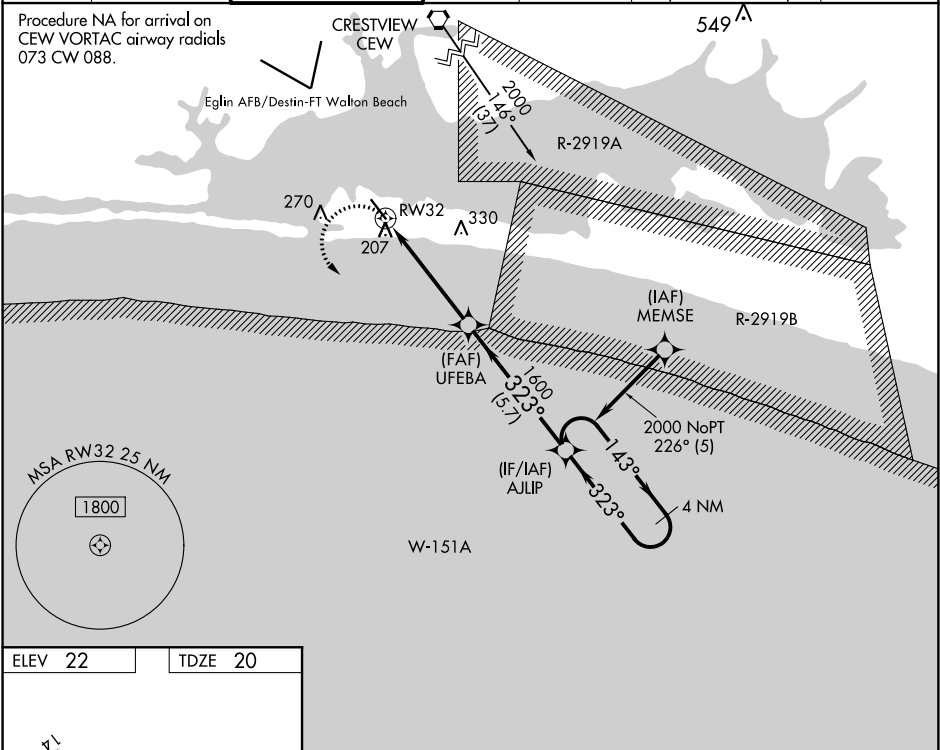 Procedure NA for arrival on
CEW VORTAC airway radials
073 CW 088.
CRESTVIEW
CEW
549
Eglin AFB/Destin-FT Walton Beach
2000
146°
(37)
R-2919A
270
RW32
330
207
(IAF)
MEMSE
R-2919B
(FAF)
UFEBA
1600
323°
(5.7)
2000 NoPT
226° (5)
(IF/IAF)
AJLIP
143°
323°
4 NM
MSA RW32 25 NM
1800
W-151A
ELEV 22
TDZE 20
14